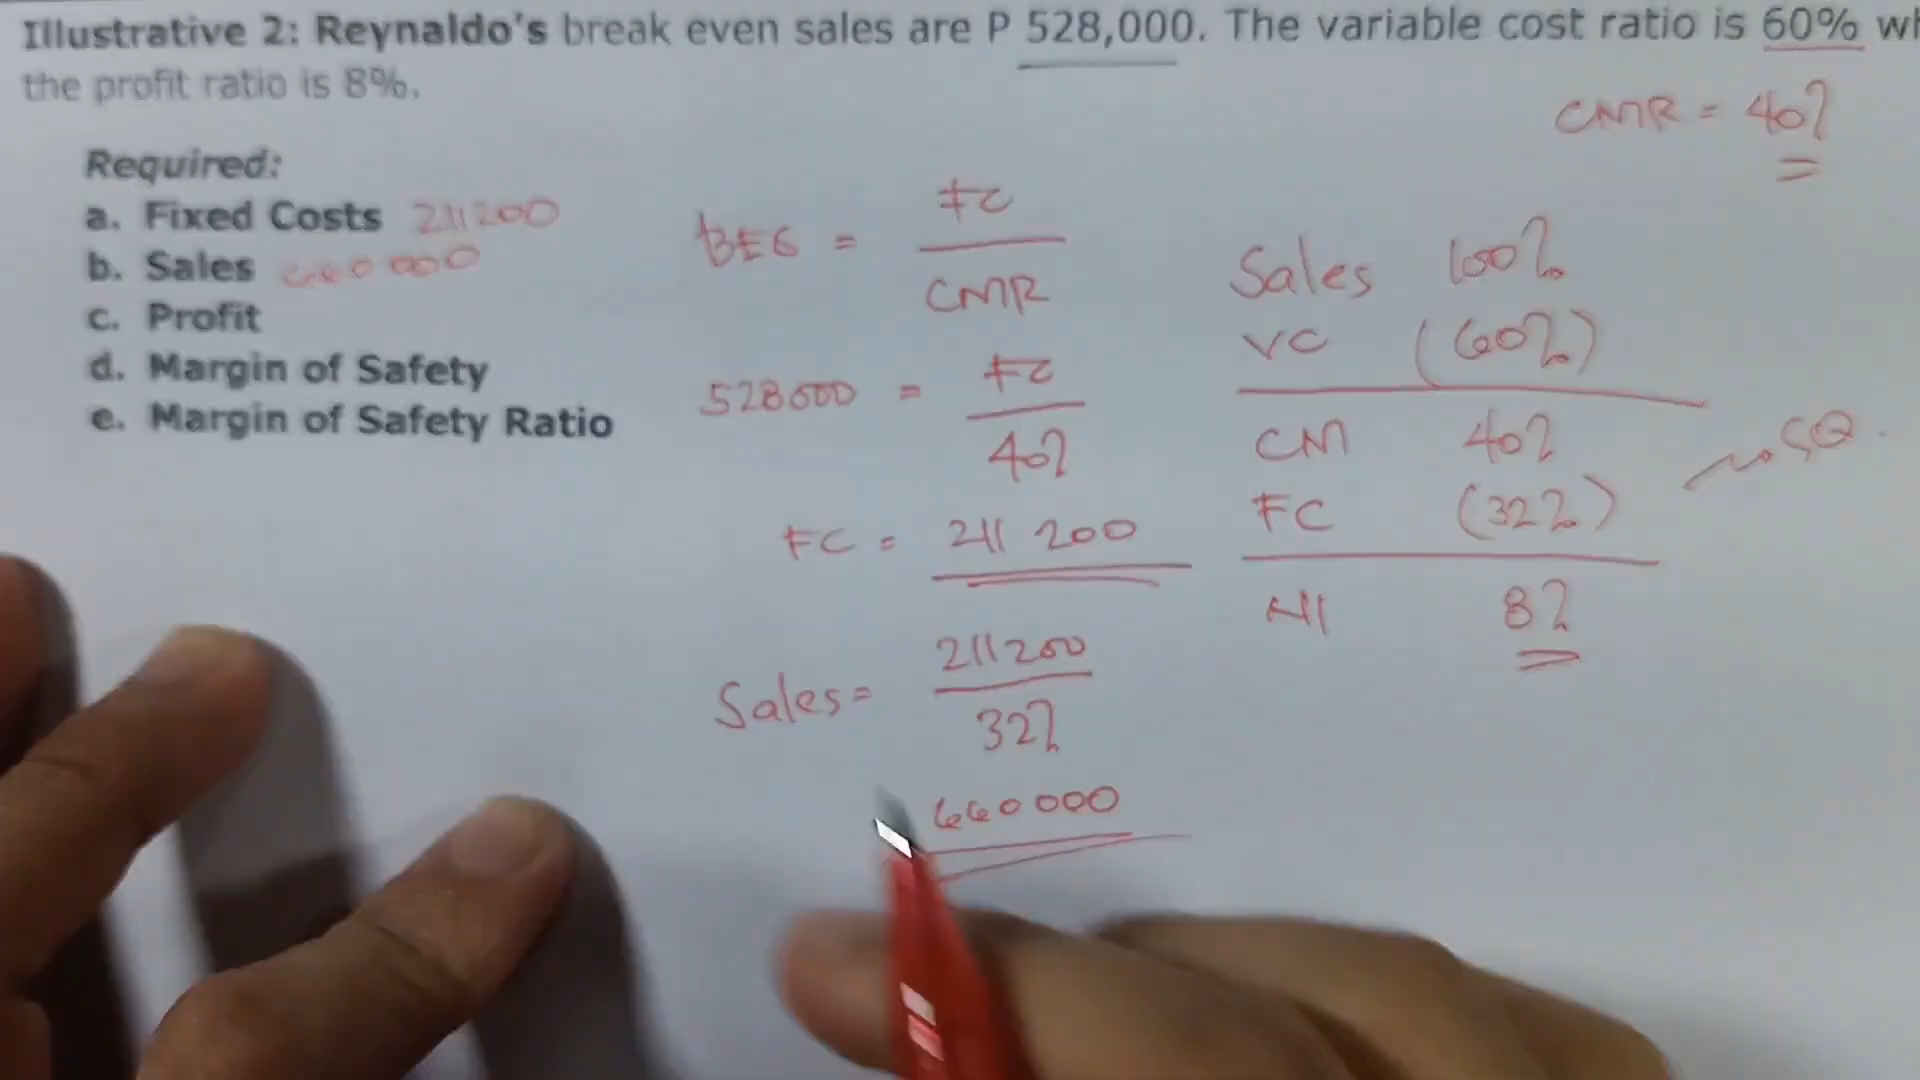 Illustrative 2: Reynaldo's break even sales are P 528,000. The variable cost ratio is 60% wh
the profit ratio is 8%.
CMR = 40%
Required:
a. Fixed Costs 211200
b. Sales 660 000
c. Profit
d. Margin of Safety
e. Margin of Safety Ratio
BES = FC
CMR
528000 = FC
40%
FC = 211 200
Sales = 211200
32%
660000
Sales 100%
VC (60%)
CM 40%
FC (32%)
NI 8%